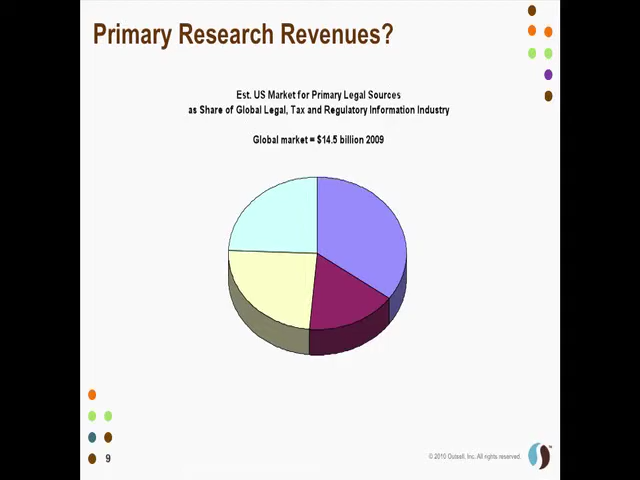 Primary Research Revenues?
Est. US Market for Primary Legal Sources
as Share of Global Legal, Tax and Regulatory Information Industry
Global market = $14.5 billion 2009
9
© 2010 Outsell, Inc. All rights reserved.